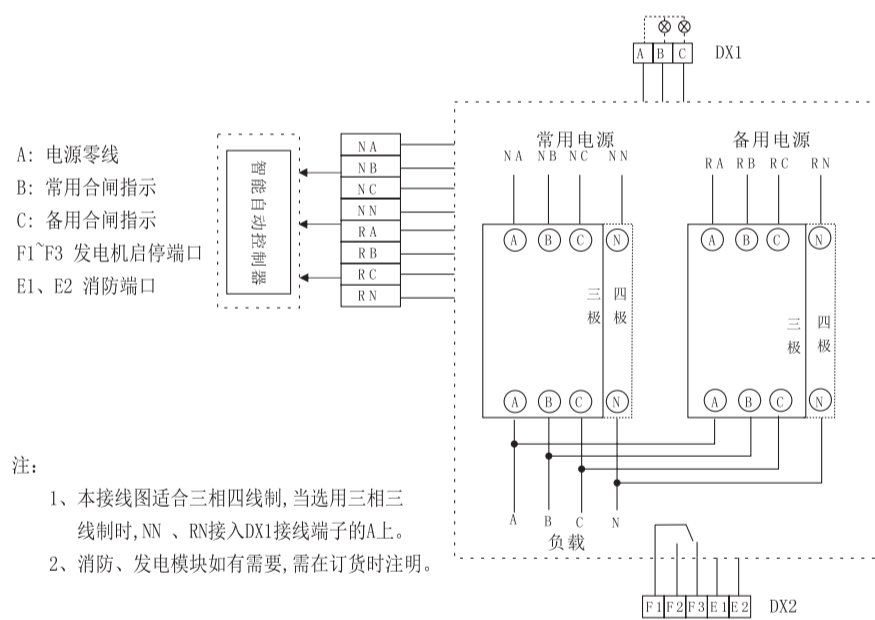 A B C DX1
A: 电源零线
B: 常用合闸指示
C: 备用合闸指示
F1~F3 发电机启停端口
E1、E2 消防端口
智能自动控制器
NA
NB
NC
NN
RA
RB
RC
RN
常用电源
NA NB NC NN
A B C N
三极
四极
A B C N
备用电源
RA RB RC RN
A B C N
三极
四极
A B C N
A B C N
负载
注:
1、本接线图适合三相四线制,当选用三相三
线制时,NN 、RN接入DX1接线端子的A上。
2、消防、发电模块如有需要,需在订货时注明。
F1 F2 F3 E1 E2 DX2